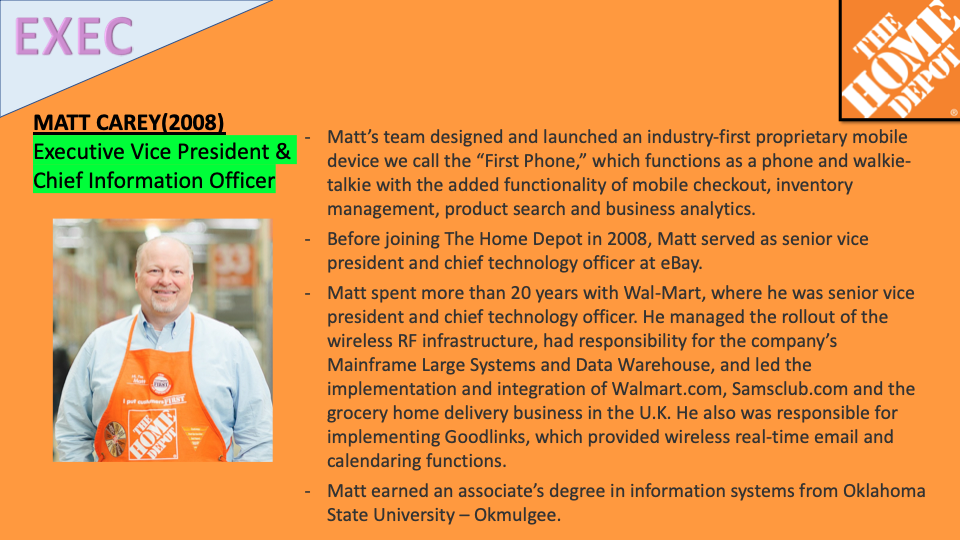 EXEC
THE
HOME
DEPOT
®
MATT CAREY(2008)
Executive Vice President &
Chief Information Officer
- Matt’s team designed and launched an industry-first proprietary mobile
device we call the “First Phone,” which functions as a phone and walkie-
talkie with the added functionality of mobile checkout, inventory
management, product search and business analytics.
- Before joining The Home Depot in 2008, Matt served as senior vice
president and chief technology officer at eBay.
- Matt spent more than 20 years with Wal-Mart, where he was senior vice
president and chief technology officer. He managed the rollout of the
wireless RF infrastructure, had responsibility for the company’s
Mainframe Large Systems and Data Warehouse, and led the
implementation and integration of Walmart.com, Samsclub.com and the
grocery home delivery business in the U.K. He also was responsible for
implementing Goodlinks, which provided wireless real-time email and
calendaring functions.
- Matt earned an associate’s degree in information systems from Oklahoma
State University – Okmulgee.
33
I put customers FIRST
THE
HOME
DEPOT